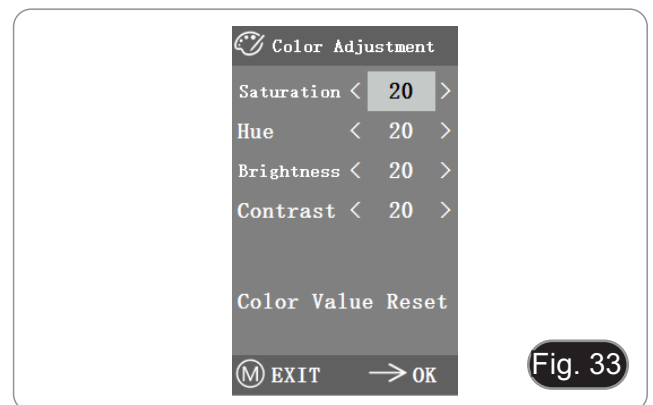 Color Adjustment
Saturation < 20 >
Hue < 20 >
Brightness < 20 >
Contrast < 20 >
Color Value Reset
M EXIT → OK
Fig. 33